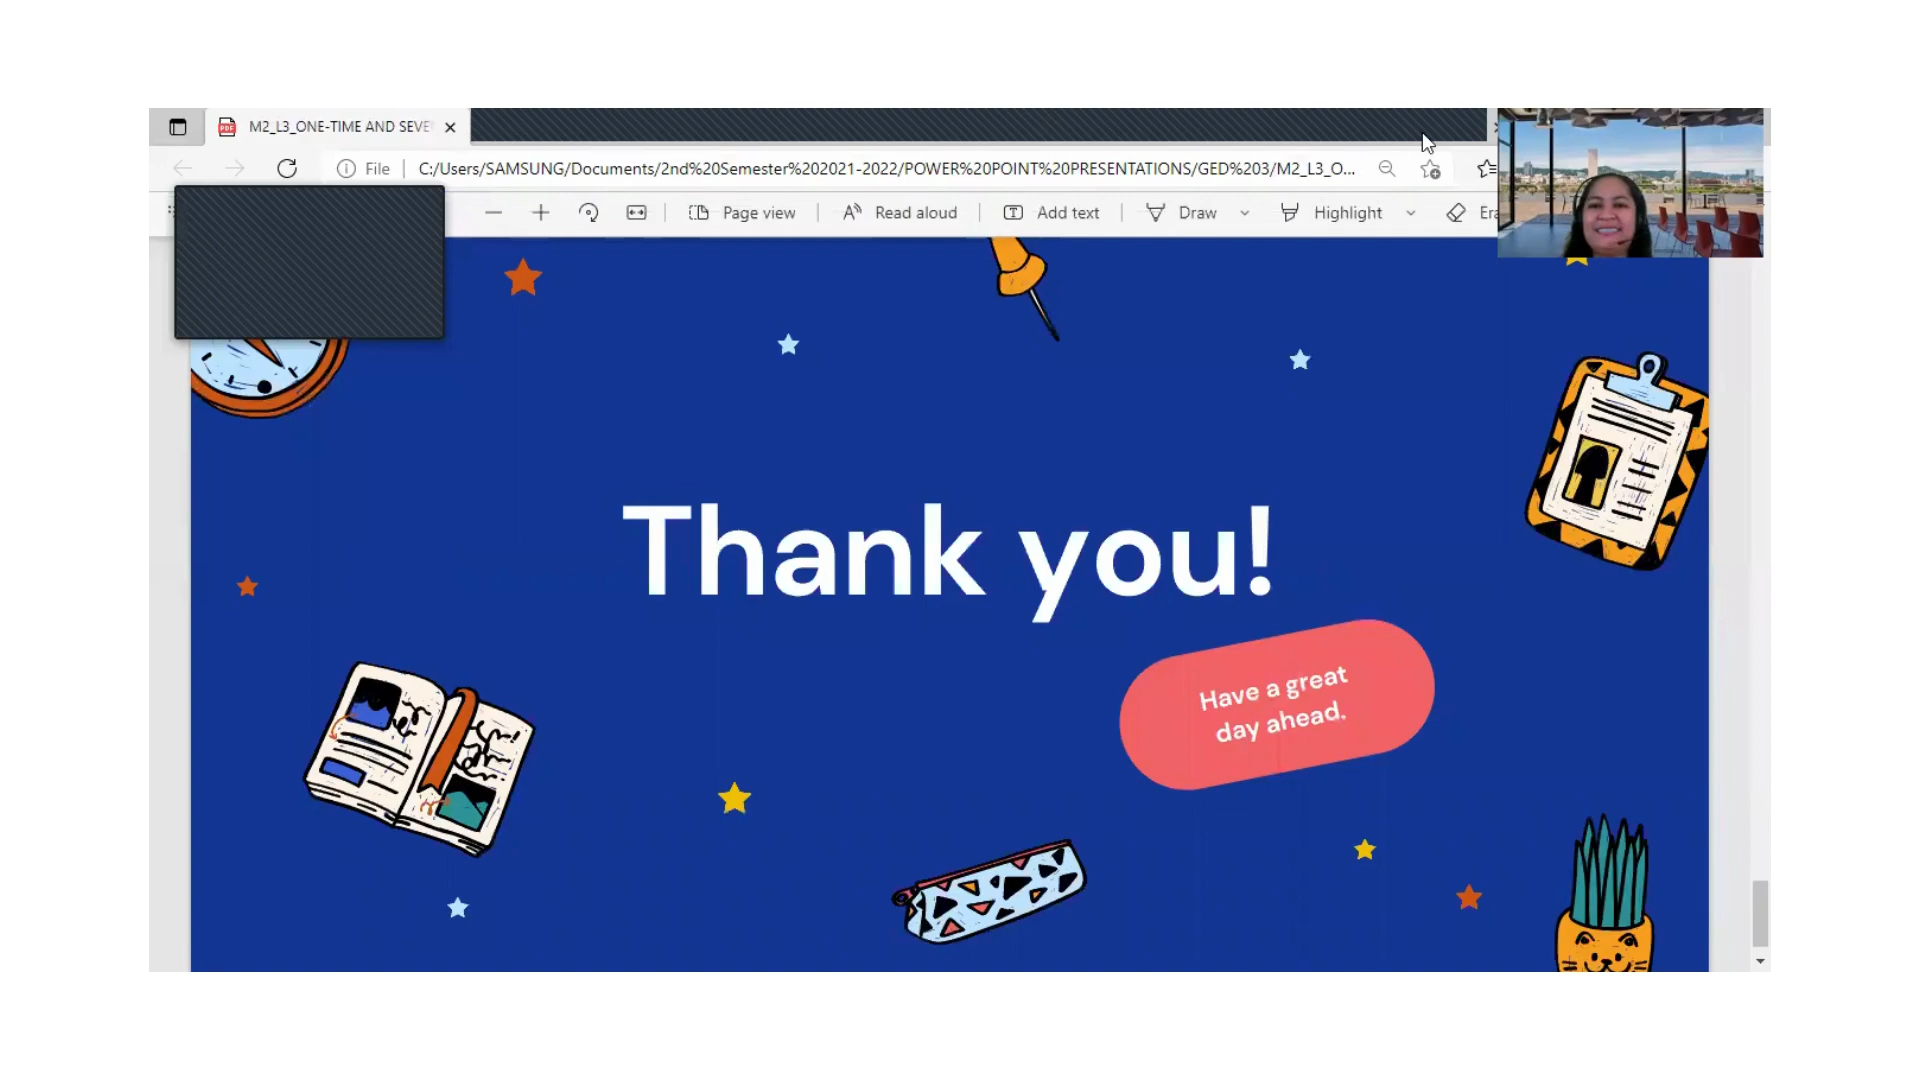 M2_L3_ONE-TIME AND SEVE
File
C:/Users/SAMSUNG/Documents/2nd%20Semester%202021-2022/POWER%20POINT%20PRESENTATIONS/GED%203/M2_L3_O...
Page view
Read aloud
Add text
Draw
Highlight
Era
Thank you!
Have a great
day ahead.